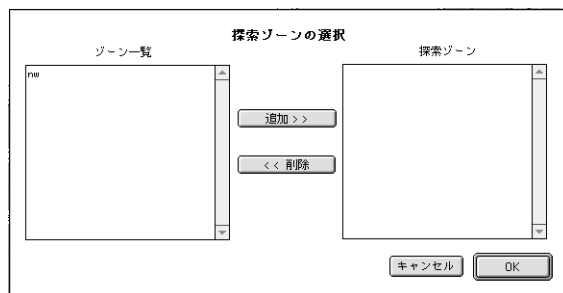 探索ゾーンの選択
ゾーン一覧
探索ゾーン
nw
追加 >>
<< 削除
キャンセル
OK